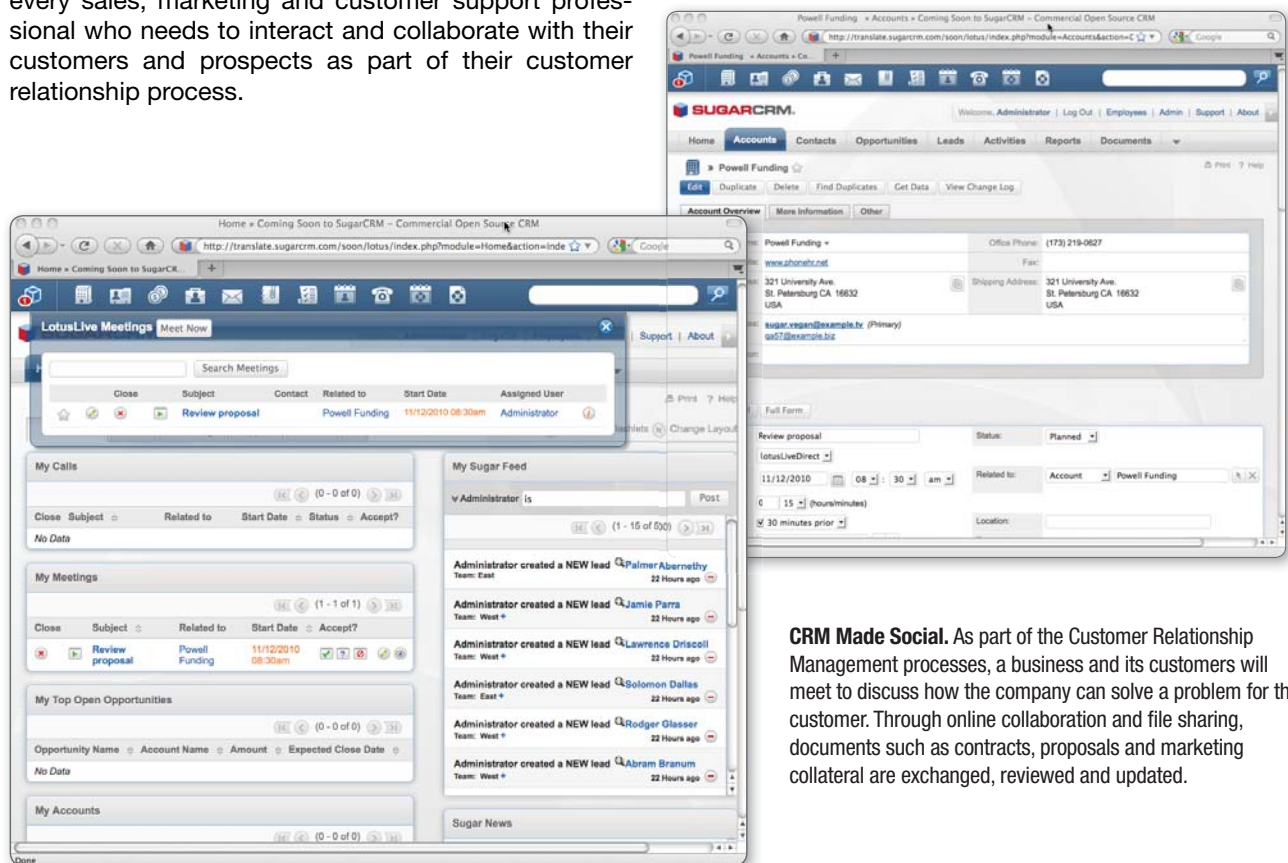 every sales, marketing and customer support profes-
sional who needs to interact and collaborate with their
customers and prospects as part of their customer
relationship process.
Powell Funding » Accounts » Coming Soon to SugarCRM – Commercial Open Source CRM
http://translate.sugarcrm.com/soon/lotus/index.php?module=Accounts&action=D
Google
Powell Funding » Accounts » Co...
SUGARCRM.
Welcome, Administrator | Log Out | Employees | Admin | Support | About
Home Accounts Contacts Opportunities Leads Activities Reports Documents
» Powell Funding
Print ? Help
Edit Duplicate Delete Find Duplicates Get Data View Change Log
Account Overview More Information Other
Powell Funding
Office Phone: (173) 219-0827
www.phonehr.net
Fax:
321 University Ave.
St. Petersburg CA 16632
USA
Shipping Address:
321 University Ave.
St. Petersburg CA 16632
USA
sugar.vegan@example.tv (Primary)
qa57@example.biz
Full Form
Review proposal
Status: Planned
lotusLiveDirect
11/12/2010 08 : 30 am
Related to: Account Powell Funding
0 15 (hours/minutes)
30 minutes prior
Location:
Home » Coming Soon to SugarCRM – Commercial Open Source CRM
http://translate.sugarcrm.com/soon/lotus/index.php?module=Home&action=inde
Google
Home » Coming Soon to SugarCR...
LotusLive Meetings Meet Now
Support | About
Search Meetings
Close Subject Contact Related to Start Date Assigned User
Review proposal Powell Funding 11/12/2010 08:30am Administrator
Print ? Help
Change Layout
My Calls
(0 - 0 of 0)
Close Subject Related to Start Date Status Accept?
No Data
My Meetings
(1 - 1 of 1)
Close Subject Related to Start Date Accept?
Review proposal Powell Funding 11/12/2010 08:30am
My Top Open Opportunities
(0 - 0 of 0)
Opportunity Name Account Name Amount Expected Close Date
No Data
My Accounts
(0 - 0 of 0)
Done
My Sugar Feed
Administrator is Post
Administrator created a NEW lead Palmer Abernethy
Team: East 22 Hours ago
Administrator created a NEW lead Jamie Parra
Team: West + 22 Hours ago
Administrator created a NEW lead Lawrence Driscoll
Team: West + 22 Hours ago
Administrator created a NEW lead Solomon Dallas
Team: East + 22 Hours ago
Administrator created a NEW lead Rodger Glasser
Team: West + 22 Hours ago
Administrator created a NEW lead Abram Branum
Team: West + 22 Hours ago
Sugar News
CRM Made Social. As part of the Customer Relationship
Management processes, a business and its customers will
meet to discuss how the company can solve a problem for th
customer. Through online collaboration and file sharing,
documents such as contracts, proposals and marketing
collateral are exchanged, reviewed and updated.